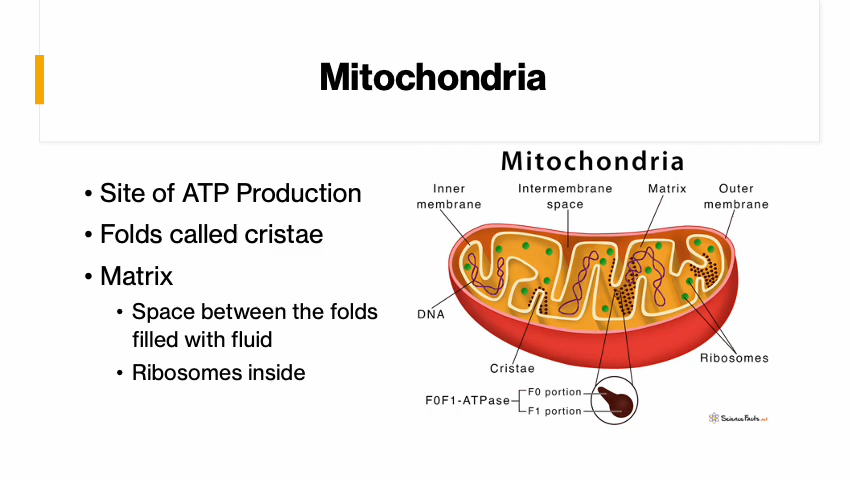 Mitochondria
• Site of ATP Production
• Folds called cristae
• Matrix
• Space between the folds
filled with fluid
• Ribosomes inside
Mitochondria
Inner
membrane
Intermembrane
space
Matrix
Outer
membrane
DNA
Cristae
Ribosomes
F0F1-ATPase
F0 portion
F1 portion
ScienceFacts.net